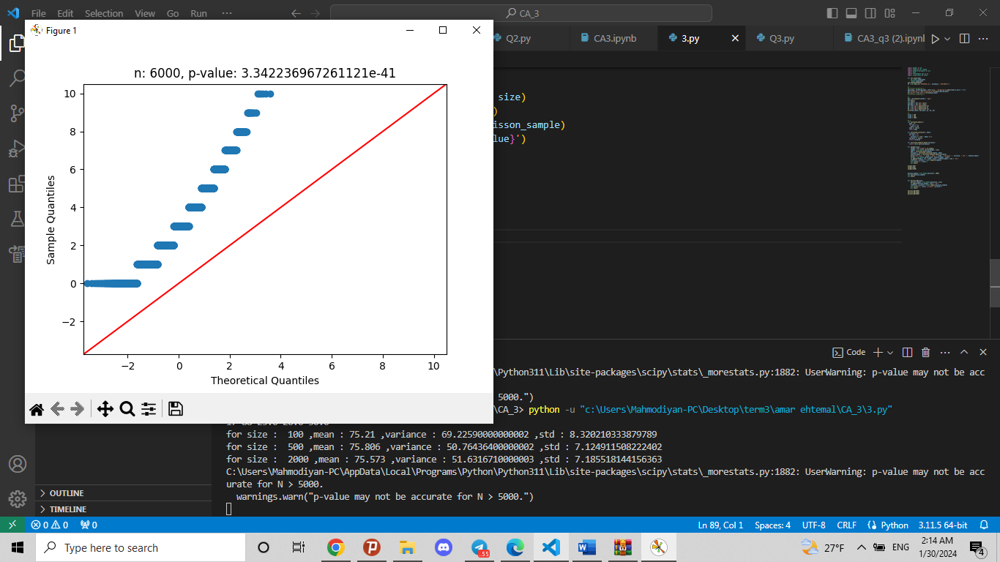 File Edit Selection View Go Run ···
CA_3
Figure 1
Q2.py
CA3.ipynb
3.py
Q3.py
CA3_q3 (2).ipynl
n: 6000, p-value: 3.342236967261121e-41
10
8
6
4
2
0
−2
Sample Quantiles
−2 0 2 4 6 8 10
Theoretical Quantiles
size)
)
isson_sample)
lue}')
Code
\Python311\Lib\site-packages\scipy\stats\_morestats.py:1882: UserWarning: p-value may not be acc
5000.")
\CA_3> python -u "c:\Users\Mahmodiyan-PC\Desktop\term3\amar ehtemal\CA_3\3.py"
for size :  100 ,mean : 75.21 ,variance : 69.22590000000002 ,std : 8.320210333879789
for size :  500 ,mean : 75.806 ,variance : 50.76436400000002 ,std : 7.124911508222402
for size :  2000 ,mean : 75.573 ,variance : 51.6316710000003 ,std : 7.185518144156363
C:\Users\Mahmodiyan-PC\AppData\Local\Programs\Python\Python311\Lib\site-packages\scipy\stats\_morestats.py:1882: UserWarning: p-value may not be acc
urate for N > 5000.
warnings.warn("p-value may not be accurate for N > 5000.")
OUTLINE
TIMELINE
0 0 0
Ln 89, Col 1 Spaces: 4 UTF-8 CRLF Python 3.11.5 64-bit
Type here to search
.55
27°F
ENG
2:14 AM
1/30/2024
4